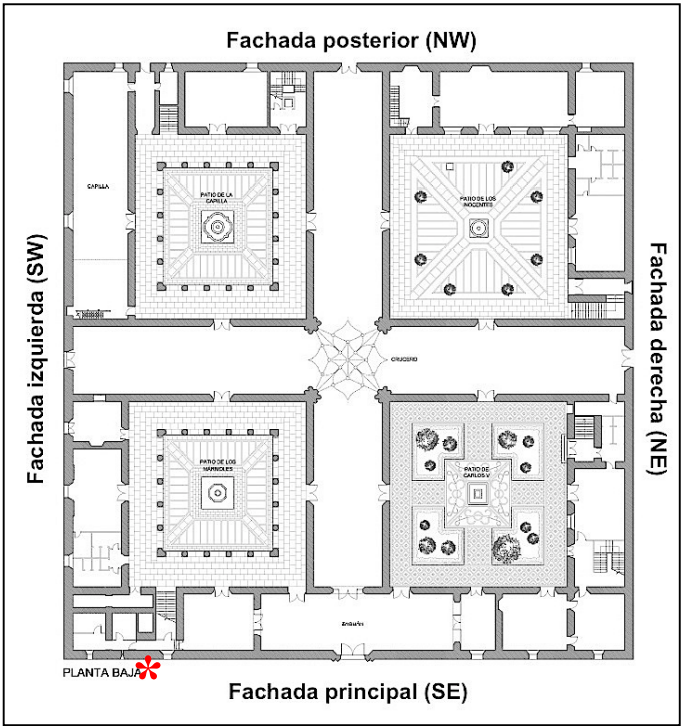 Fachada posterior (NW)
CAPILLA
PATIO DE LA
CAPILLA
PATIO DE LOS
INOCENTES
Fachada izquierda (SW)
Fachada derecha (NE)
CRUCERO
PATIO DE LOS
MARMOLES
PATIO DE
CARLOS V
PLANTA BAJA
Fachada principal (SE)